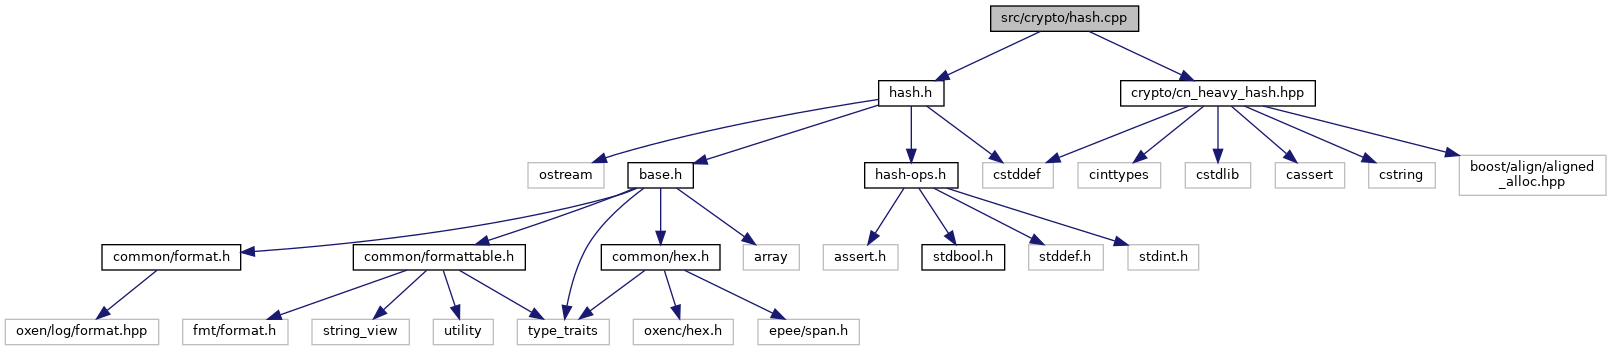 src/crypto/hash.cpp
hash.h
crypto/cn_heavy_hash.hpp
ostream
base.h
hash-ops.h
cstddef
cinttypes
cstdlib
cassert
cstring
boost/align/aligned
_alloc.hpp
common/format.h
common/formattable.h
common/hex.h
array
assert.h
stdbool.h
stddef.h
stdint.h
oxen/log/format.hpp
fmt/format.h
string_view
utility
type_traits
oxenc/hex.h
epee/span.h